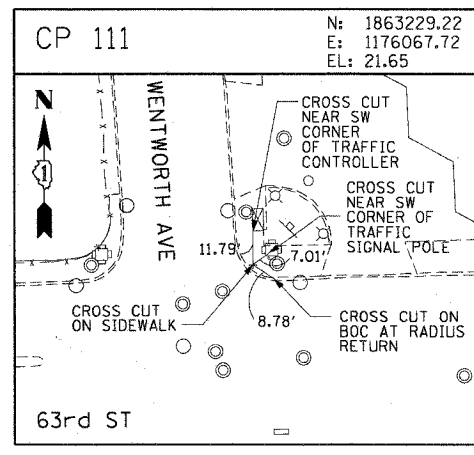 CP 111
N: 1863229.22
E: 1176067.72
EL: 21.65
N
1
WENTWORTH AVE
CROSS CUT
NEAR SW
CORNER
OF TRAFFIC
CONTROLLER
CROSS CUT
NEAR SW
CORNER OF
TRAFFIC
SIGNAL POLE
11.79'
7.01'
8.78'
CROSS CUT
ON SIDEWALK
CROSS CUT ON
BOC AT RADIUS
RETURN
63rd ST